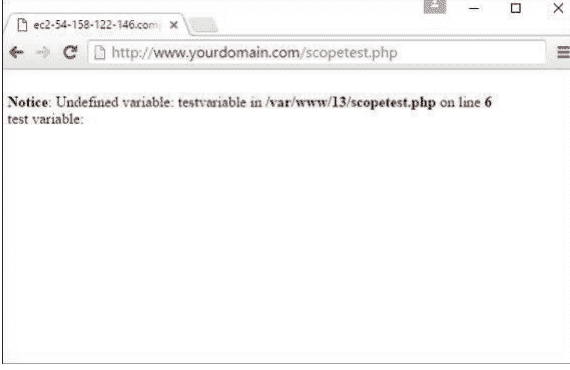 ec2-54-158-122-146.com
http://www.yourdomain.com/scopetest.php
Notice: Undefined variable: testvariable in /var/www/13/scopetest.php on line 6
test variable: